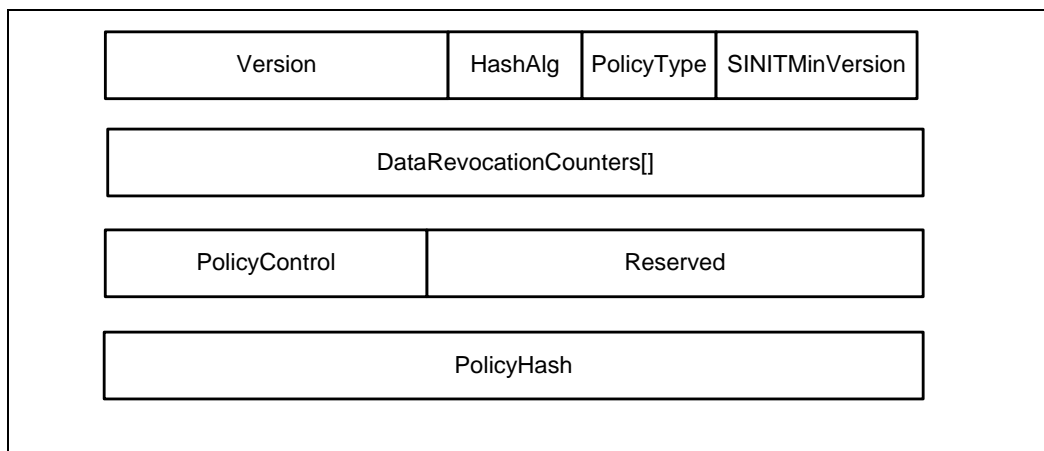 Version HashAlg PolicyType SINITMinVersion
DataRevocationCounters[]
PolicyControl Reserved
PolicyHash